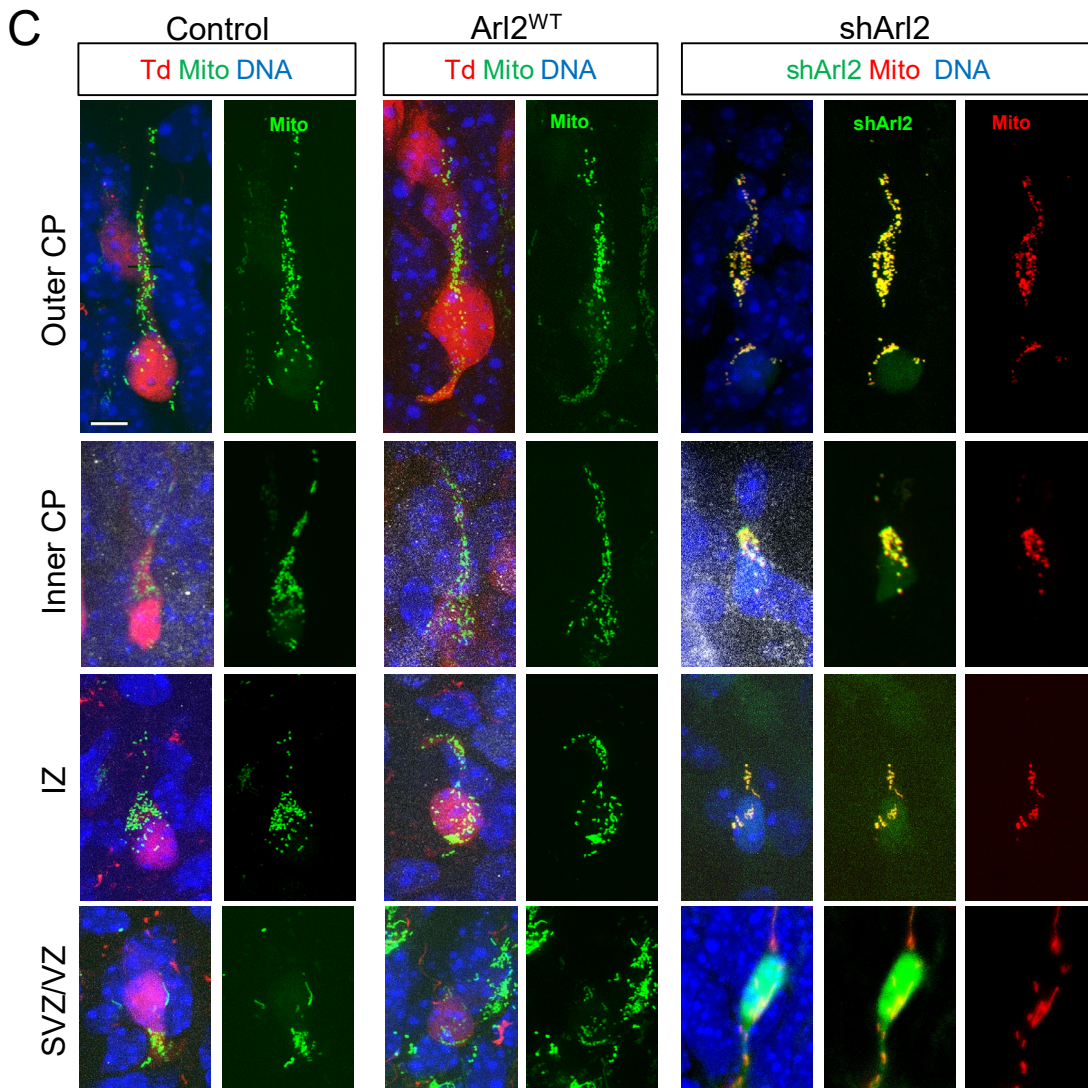 C
Control
Arl2WT
shArl2
Td Mito DNA
Td Mito DNA
shArl2 Mito DNA
Mito
Mito
shArl2
Mito
Outer CP
Inner CP
IZ
SVZ/VZ